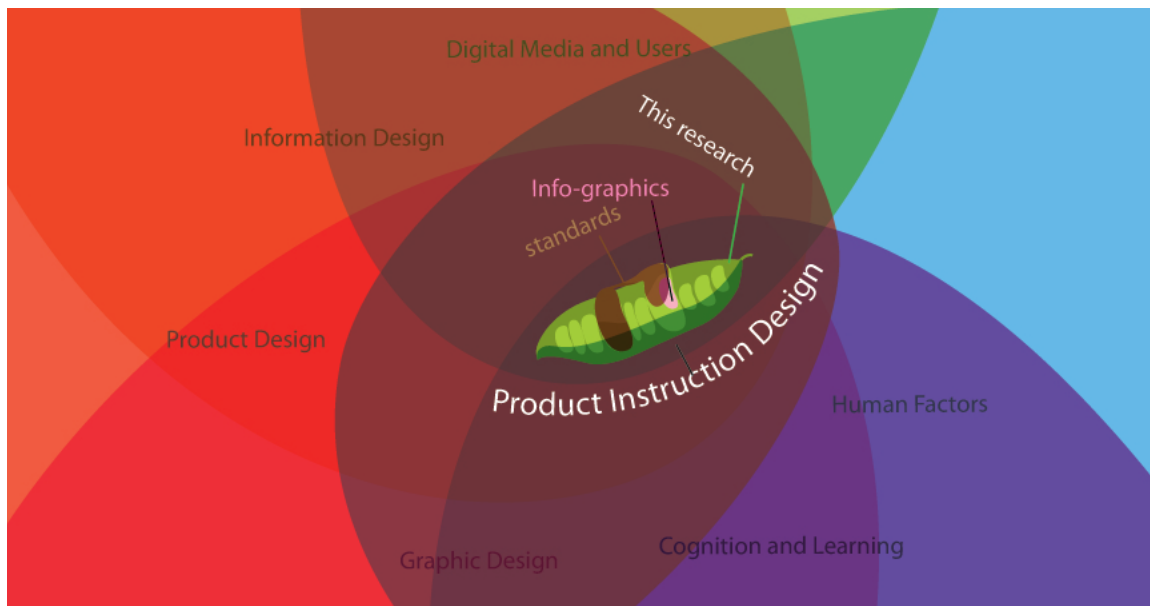 Digital Media and Users
Information Design
This research
Info-graphics
standards
Product Design
Product Instruction Design
Human Factors
Cognition and Learning
Graphic Design